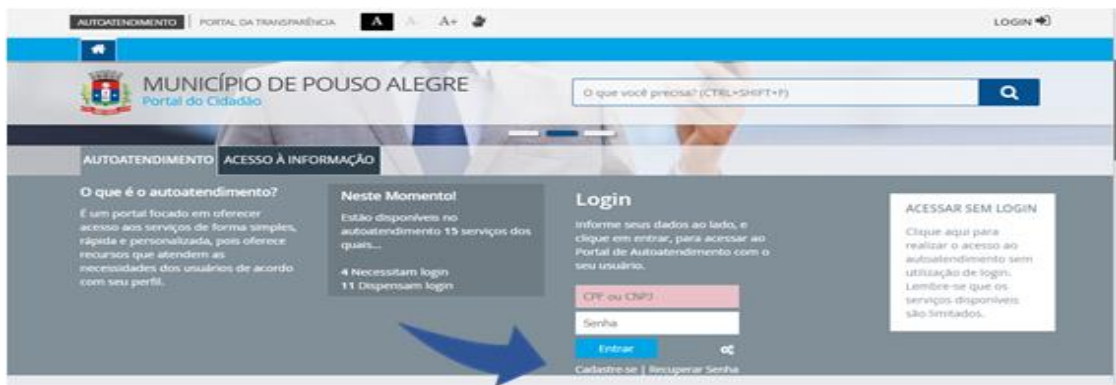 AUTOATENDIMENTO | PORTAL DA TRANSPARÊNCIA A A- A+ LOGIN
MUNICÍPIO DE POUSO ALEGRE
Portal do Cidadão
O que você precisa? (CTRL+SHIFT+F)
AUTOATENDIMENTO ACESSO À INFORMAÇÃO
O que é o autoatendimento?
É um portal focado em oferecer
acesso aos serviços de forma simples,
rápida e personalizada, pois oferece
recursos que atendem as
necessidades dos usuários de acordo
com seu perfil.
Neste Momento!
Estão disponíveis no
autoatendimento 15 serviços dos
quais...
4 Necessitam login
11 Dispensam login
Login
Informe seus dados ao lado, e
clique em entrar, para acessar ao
Portal de Autoatendimento com o
seu usuário.
CPF ou CNPJ
Senha
Entrar
Cadastre-se | Recuperar Senha
ACESSAR SEM LOGIN
Clique aqui para
realizar o acesso ao
autoatendimento sem
utilização de login.
Lembre-se que os
serviços disponíveis
são limitados.